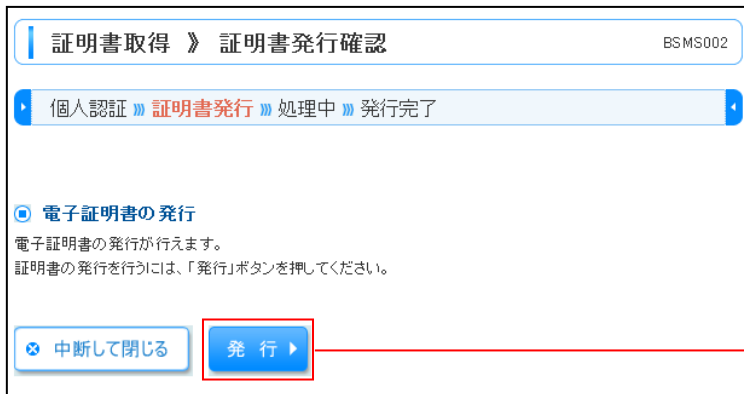 証明書取得 》 証明書発行確認 BSMS002
個人認証 》》 証明書発行 》》 処理中 》》 発行完了
電子証明書の発行
電子証明書の発行が行えます。
証明書の発行を行うには、「発行」ボタンを押してください。
中断して閉じる 発 行